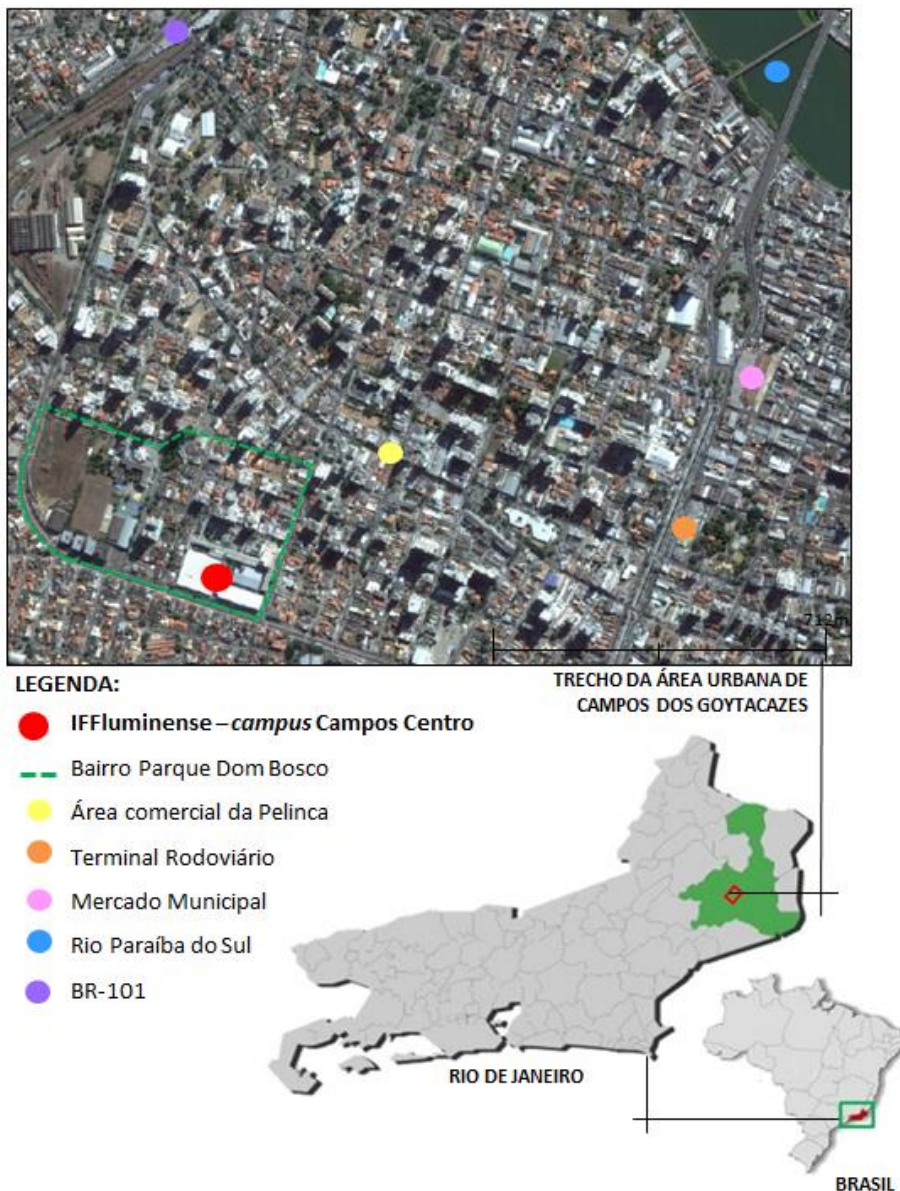 712m
LEGENDA:
TRECHO DA ÁREA URBANA DE
CAMPOS DOS GOYTACAZES
IFFluminense – campus Campos Centro
Bairro Parque Dom Bosco
Área comercial da Pelinca
Terminal Rodoviário
Mercado Municipal
Rio Paraíba do Sul
BR-101
RIO DE JANEIRO
BRASIL